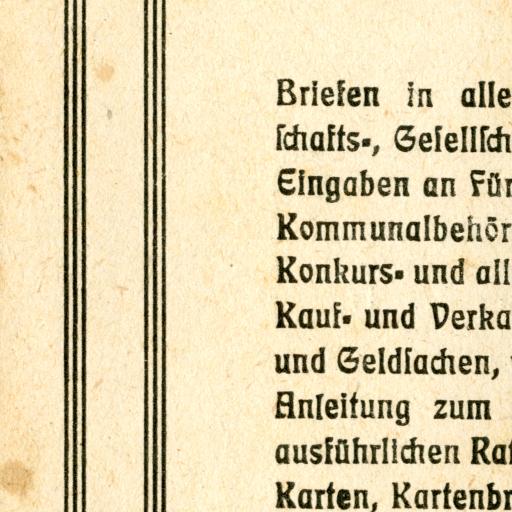 Briefen in alle
ſchafts-, Geſellſch
Eingaben an Für
Kommunalbehör
Konkurs- und all
Kauf- und Verka
und Geldſachen,
Anleitung zum
ausführlichen Rat
Karten, Kartenbr